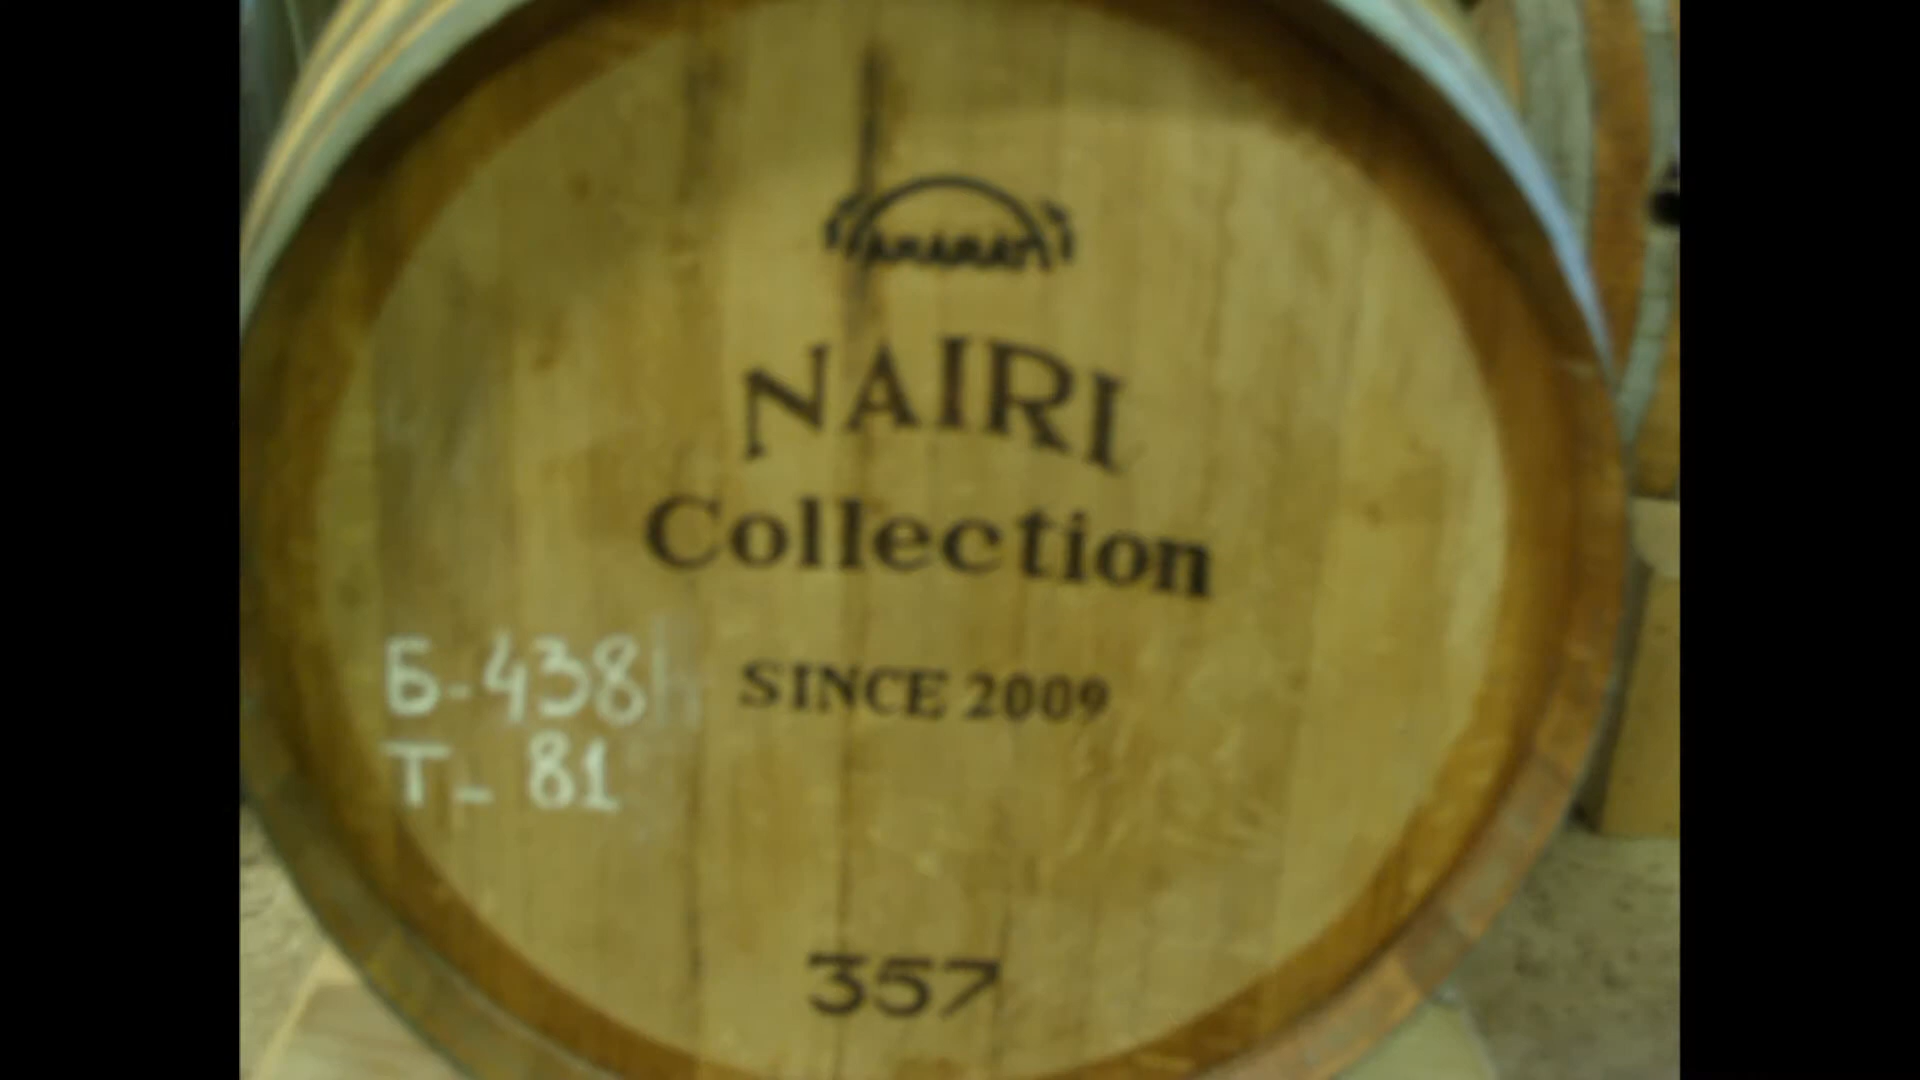 NAIRI
Collection
SINCE 2009
Б-438
Т- 81
357